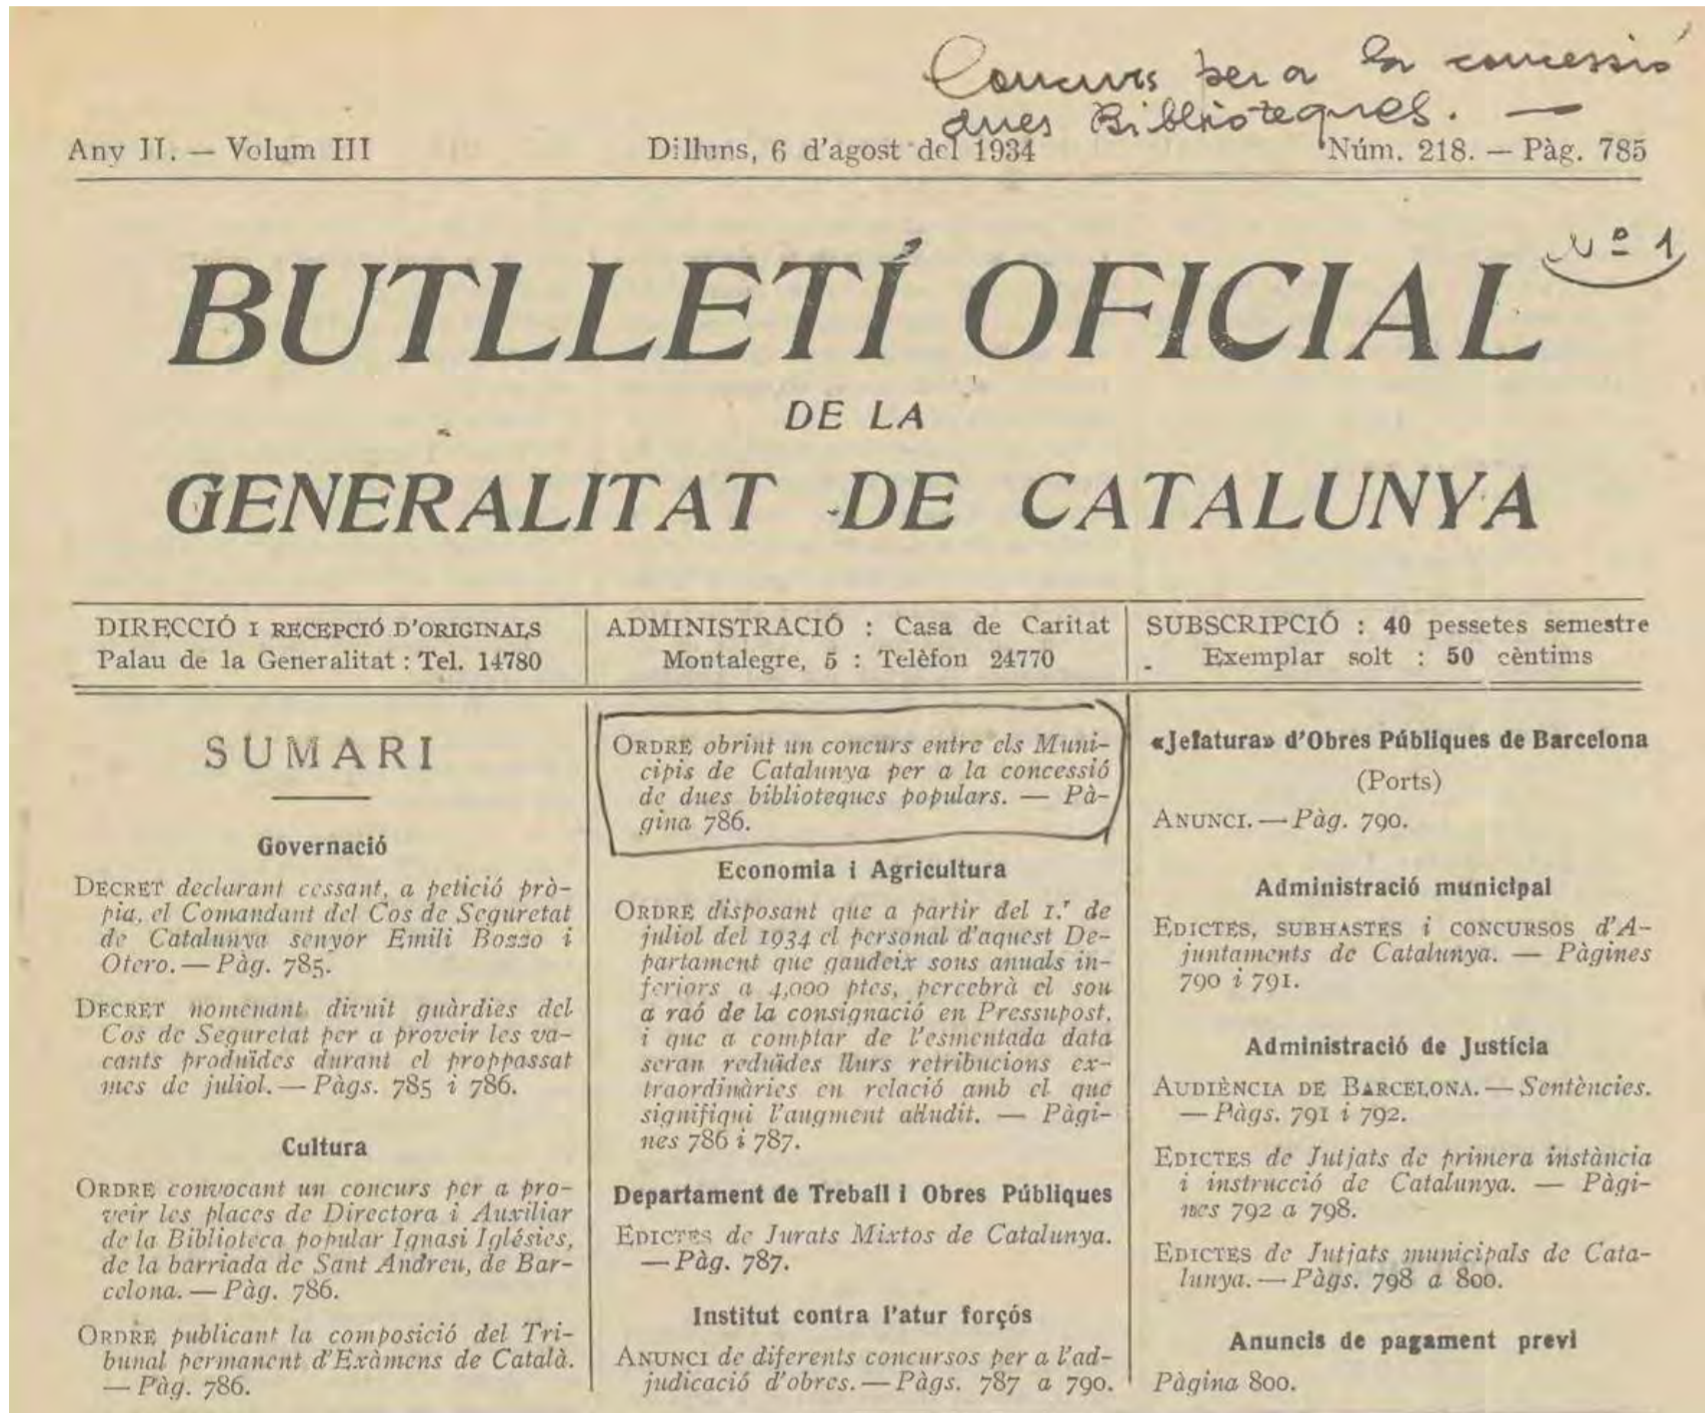 Concurs per a la concessió
dues Biblioteques. —
Any II. — Volum III
Dilluns, 6 d'agost del 1934
Núm. 218. — Pàg. 785
Nº 1
BUTLLETÍ OFICIAL
DE LA
GENERALITAT DE CATALUNYA
DIRECCIÓ I RECEPCIÓ D'ORIGINALS
Palau de la Generalitat : Tel. 14780
ADMINISTRACIÓ : Casa de Caritat
Montalegre, 5 : Telèfon 24770
SUBSCRIPCIÓ : 40 pessetes semestre
Exemplar solt : 50 cèntims
SUMARI
Governació
DECRET declarant cessant, a petició prò-
pia, el Comandant del Cos de Seguretat
de Catalunya senyor Emili Bozzo i
Otero. — Pàg. 785.
DECRET nomenant divuit guàrdies del
Cos de Seguretat per a proveir les va-
cants produïdes durant el proppassat
mes de juliol. — Pàgs. 785 i 786.
Cultura
ORDRE convocant un concurs per a pro-
veir les places de Directora i Auxiliar
de la Biblioteca popular Ignasi Iglésies,
de la barriada de Sant Andreu, de Bar-
celona. — Pàg. 786.
ORDRE publicant la composició del Tri-
bunal permanent d'Exàmens de Català.
— Pàg. 786.
ORDRE obrint un concurs entre els Muni-
cipis de Catalunya per a la concessió
de dues biblioteques populars. — Pà-
gina 786.
Economia i Agricultura
ORDRE disposant que a partir del 1.r de
juliol del 1934 el personal d'aquest De-
partament que gaudeix sous anuals in-
feriors a 4,000 ptes, percebrà el sou
a raó de la consignació en Pressupost,
i que a comptar de l'esmentada data
seran reduïdes llurs retribucions ex-
traordinàries en relació amb el que
signifiqui l'augment al·ludit. — Pàgi-
nes 786 i 787.
Departament de Treball i Obres Públiques
EDICTES de Jurats Mixtos de Catalunya.
— Pàg. 787.
Institut contra l'atur forçós
ANUNCI de diferents concursos per a l'ad-
judicació d'obres. — Pàgs. 787 a 790.
«Jefatura» d'Obres Públiques de Barcelona
(Ports)
ANUNCI. — Pàg. 790.
Administració municipal
EDICTES, SUBHASTES i CONCURSOS d'A-
juntaments de Catalunya. — Pàgines
790 i 791.
Administració de Justícia
AUDIÈNCIA DE BARCELONA. — Sentències.
— Pàgs. 791 i 792.
EDICTES de Jutjats de primera instància
i instrucció de Catalunya. — Pàgi-
nes 792 a 798.
EDICTES de Jutjats municipals de Cata-
lunya. — Pàgs. 798 a 800.
Anuncis de pagament previ
Pàgina 800.